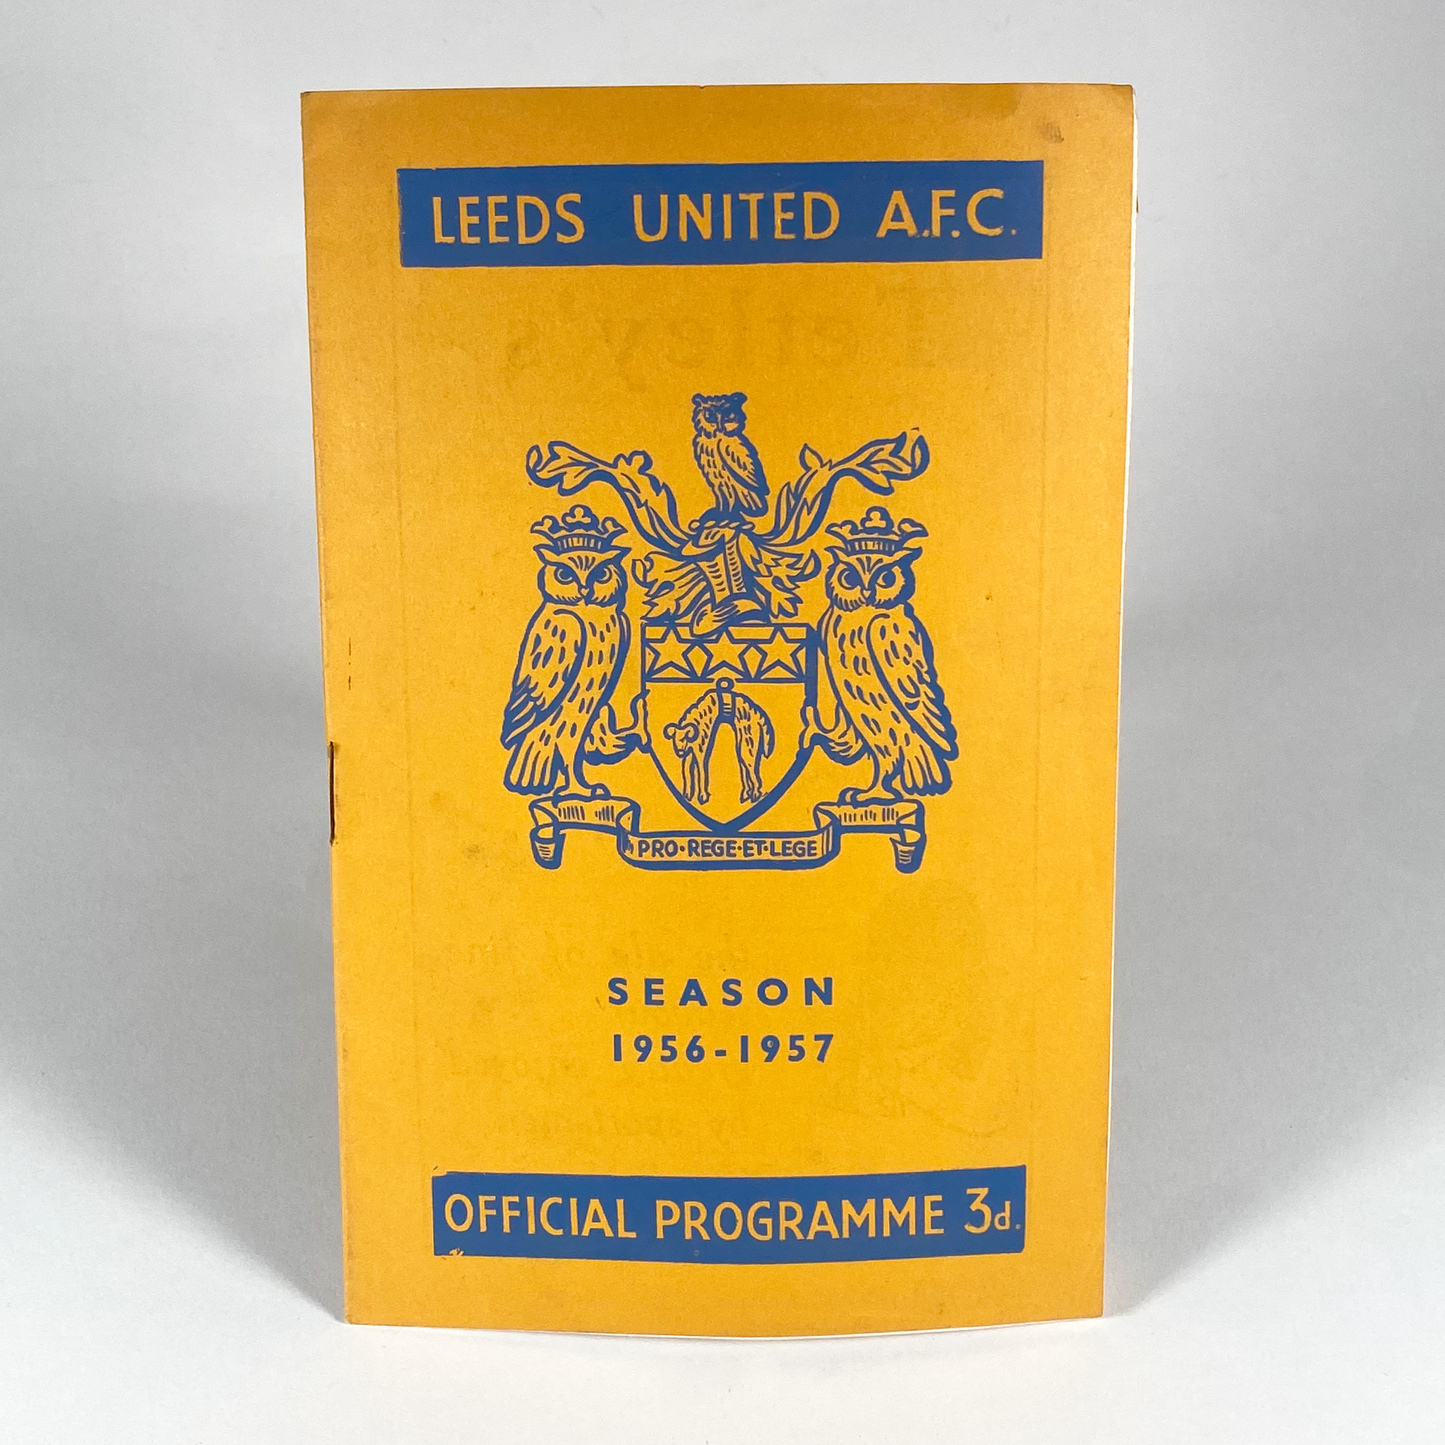 LEEDS UNITED A.F.C.
PRO·REGE·ET·LEGE
SEASON
1956-1957
OFFICIAL PROGRAMME 3d.